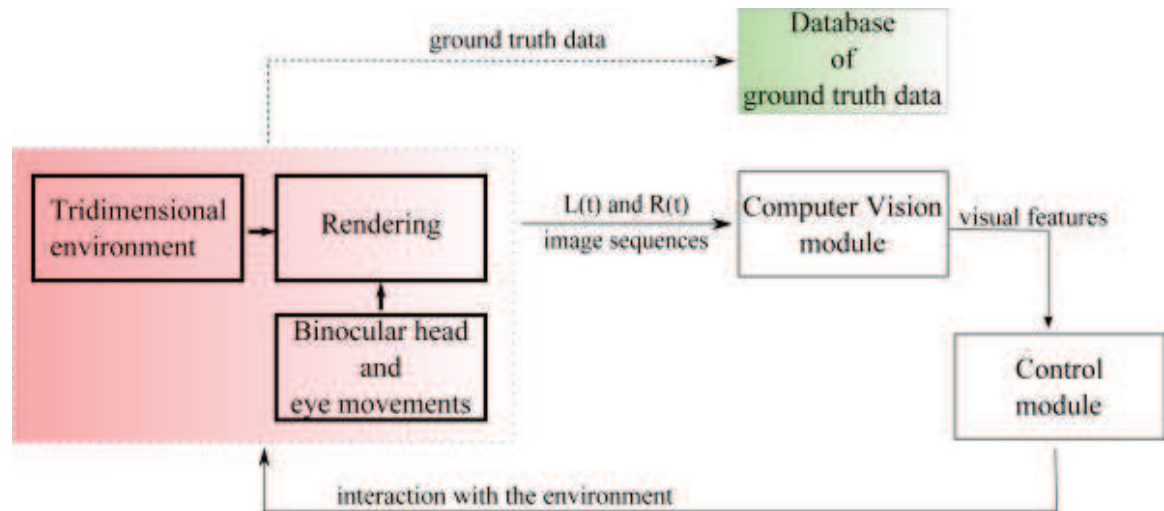 ground truth data
Database
of
ground truth data
Tridimensional
environment
Rendering
L(t) and R(t)
image sequences
Computer Vision
module
visual features
Binocular head
and
eye movements
Control
module
interaction with the environment